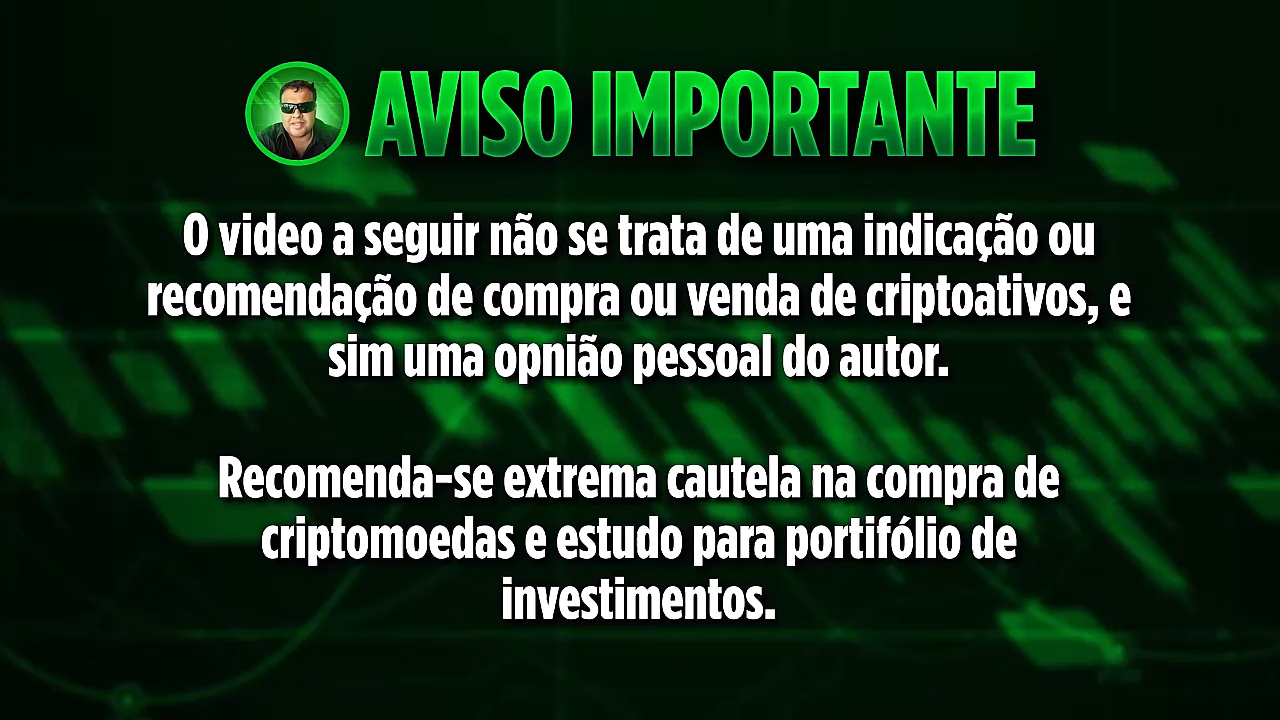 AVISO IMPORTANTE
O video a seguir não se trata de uma indicação ou
recomendação de compra ou venda de criptoativos, e
sim uma opnião pessoal do autor.
Recomenda-se extrema cautela na compra de
criptomoedas e estudo para portifólio de
investimentos.